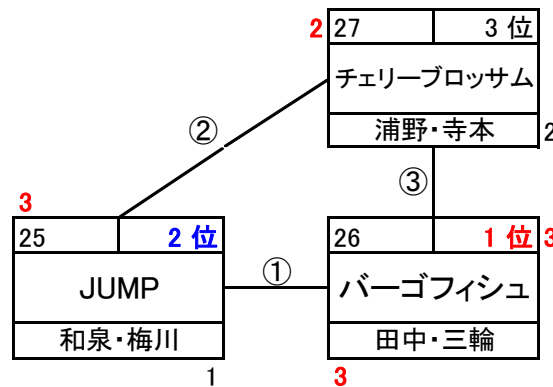 2 27 3 位
チェリーブロッサム
② 浦野・寺本 2
③
3
25 2 位 26 1 位 3
①
JUMP バーゴフィシュ
和泉・梅川 田中・三輪
1 3